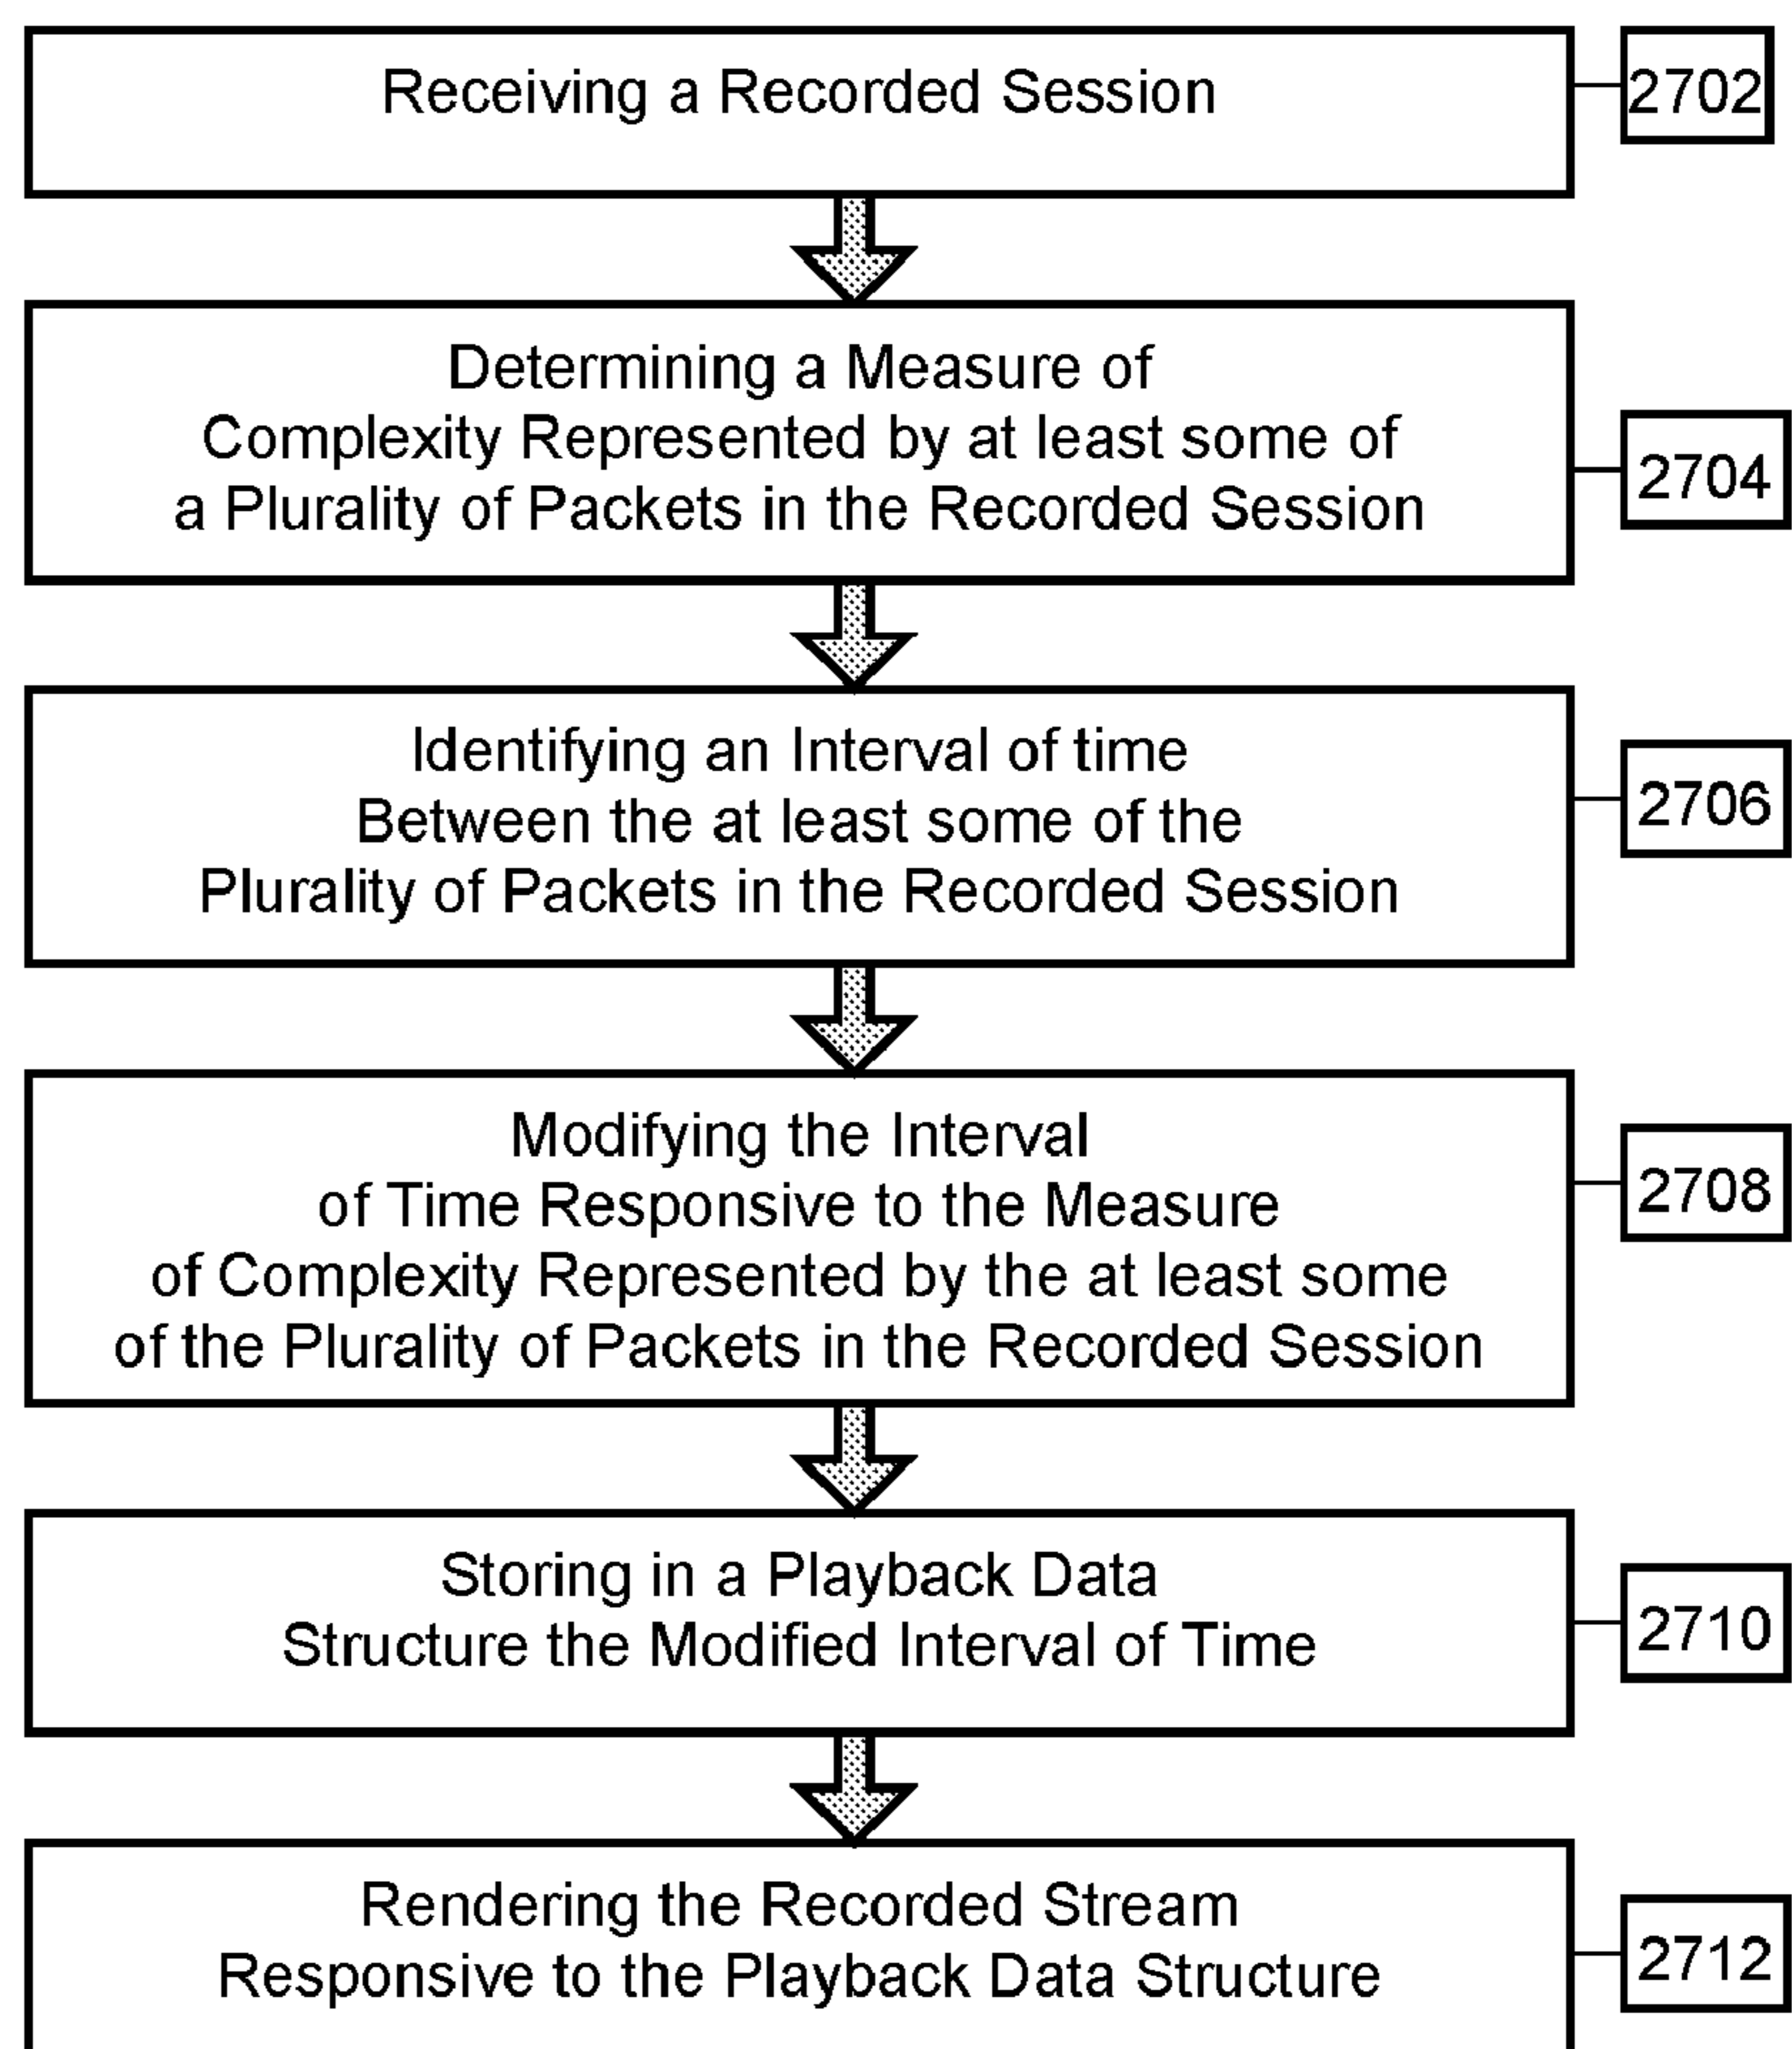 Receiving a Recorded Session
2702
Determining a Measure of
Complexity Represented by at least some of
a Plurality of Packets in the Recorded Session
2704
Identifying an Interval of time
Between the at least some of the
Plurality of Packets in the Recorded Session
2706
Modifying the Interval
of Time Responsive to the Measure
of Complexity Represented by the at least some
of the Plurality of Packets in the Recorded Session
2708
Storing in a Playback Data
Structure the Modified Interval of Time
2710
Rendering the Recorded Stream
Responsive to the Playback Data Structure
2712